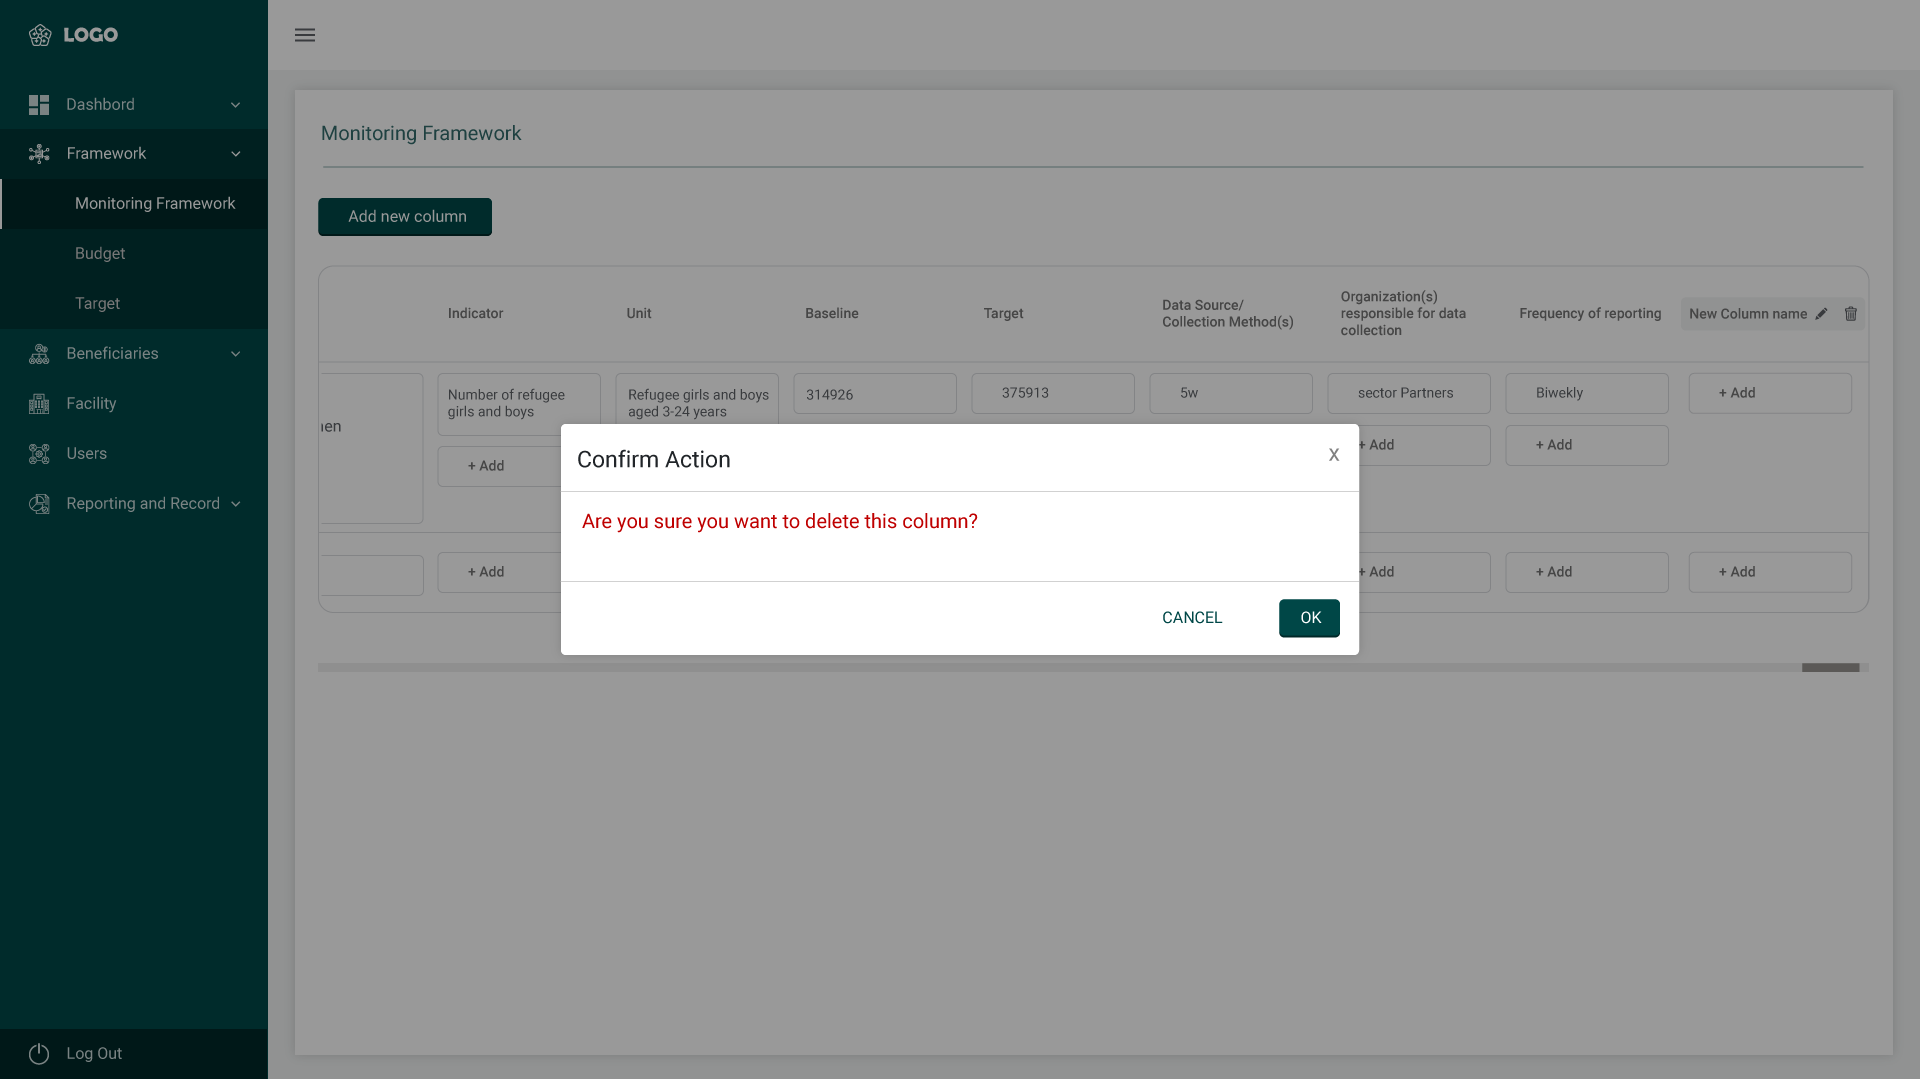 LOGO
Dashbord
Framework
Monitoring Framework
Budget
Target
Beneficiaries
Facility
Users
Reporting and Record
Log Out
Monitoring Framework
Add new column
Indicator
Unit
Baseline
Target
Data Source/
Collection Method(s)
Organization(s)
responsible for data
collection
Frequency of reporting
New Column name
Number of refugee
girls and boys
Refugee girls and boys
aged 3-24 years
314926
375913
5w
sector Partners
Biweekly
+ Add
+ Add
+ Add
+ Add
+ Add
+ Add
+ Add
+ Add
Confirm Action
X
Are you sure you want to delete this column?
CANCEL
OK